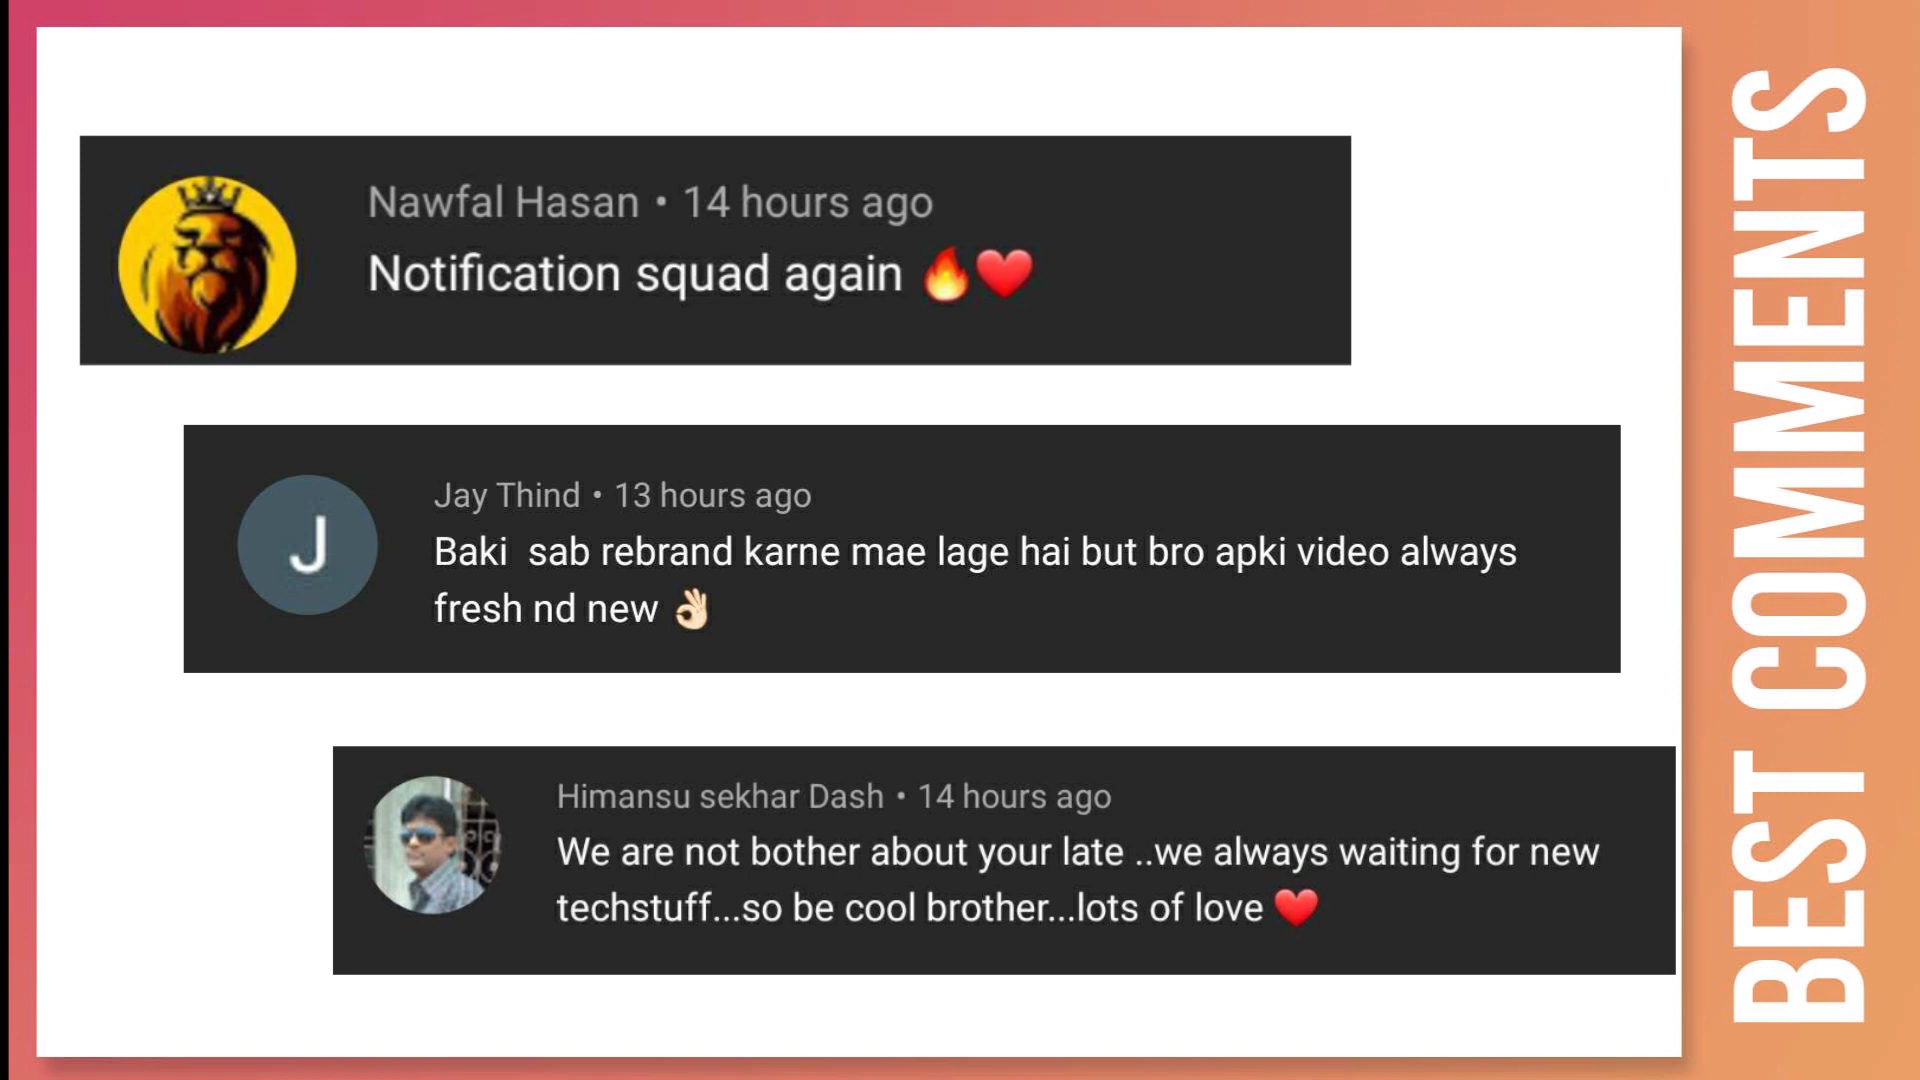 Nawfal Hasan • 14 hours ago
Notification squad again 🔥❤️
J
Jay Thind • 13 hours ago
Baki  sab rebrand karne mae lage hai but bro apki video always
fresh nd new 👌🏻
Himansu sekhar Dash • 14 hours ago
We are not bother about your late ..we always waiting for new
techstuff...so be cool brother...lots of love ❤️
BEST COMMENTS